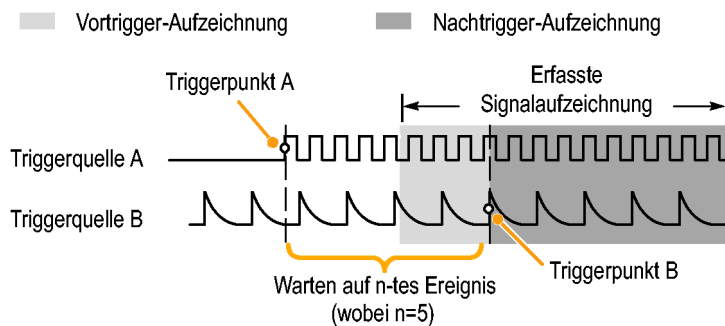 Vortrigger-Aufzeichnung
Nachtrigger-Aufzeichnung
Triggerpunkt A
Erfasste
Signalaufzeichnung
Triggerquelle A
Triggerquelle B
Warten auf n-tes Ereignis
(wobei n=5)
Triggerpunkt B